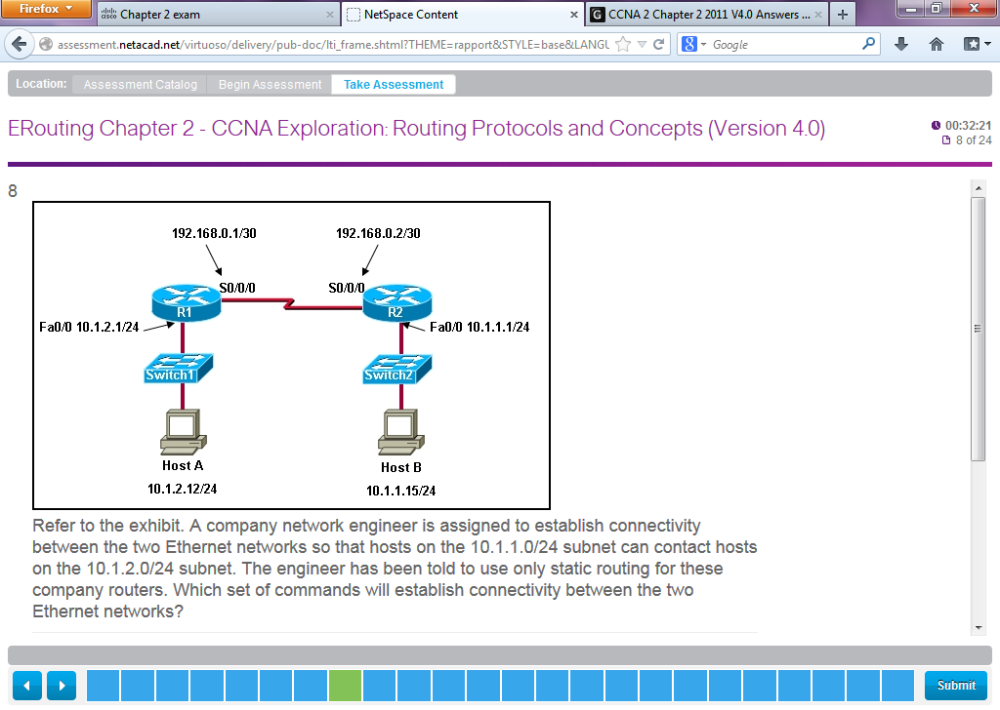 Firefox
Chapter 2 exam
NetSpace Content
CCNA 2 Chapter 2 2011 V4.0 Answers ...
assessment.netacad.net/virtuoso/delivery/pub-doc/lti_frame.shtml?THEME=rapport&STYLE=base&LANGL
Google
Location:
Assessment Catalog
Begin Assessment
Take Assessment
ERouting Chapter 2 - CCNA Exploration: Routing Protocols and Concepts (Version 4.0)
00:32:21
8 of 24
8
192.168.0.1/30
192.168.0.2/30
S0/0/0
S0/0/0
R1
R2
Fa0/0 10.1.2.1/24
Fa0/0 10.1.1.1/24
Switch1
Switch2
Host A
Host B
10.1.2.12/24
10.1.1.15/24
Refer to the exhibit. A company network engineer is assigned to establish connectivity
between the two Ethernet networks so that hosts on the 10.1.1.0/24 subnet can contact hosts
on the 10.1.2.0/24 subnet. The engineer has been told to use only static routing for these
company routers. Which set of commands will establish connectivity between the two
Ethernet networks?
Submit